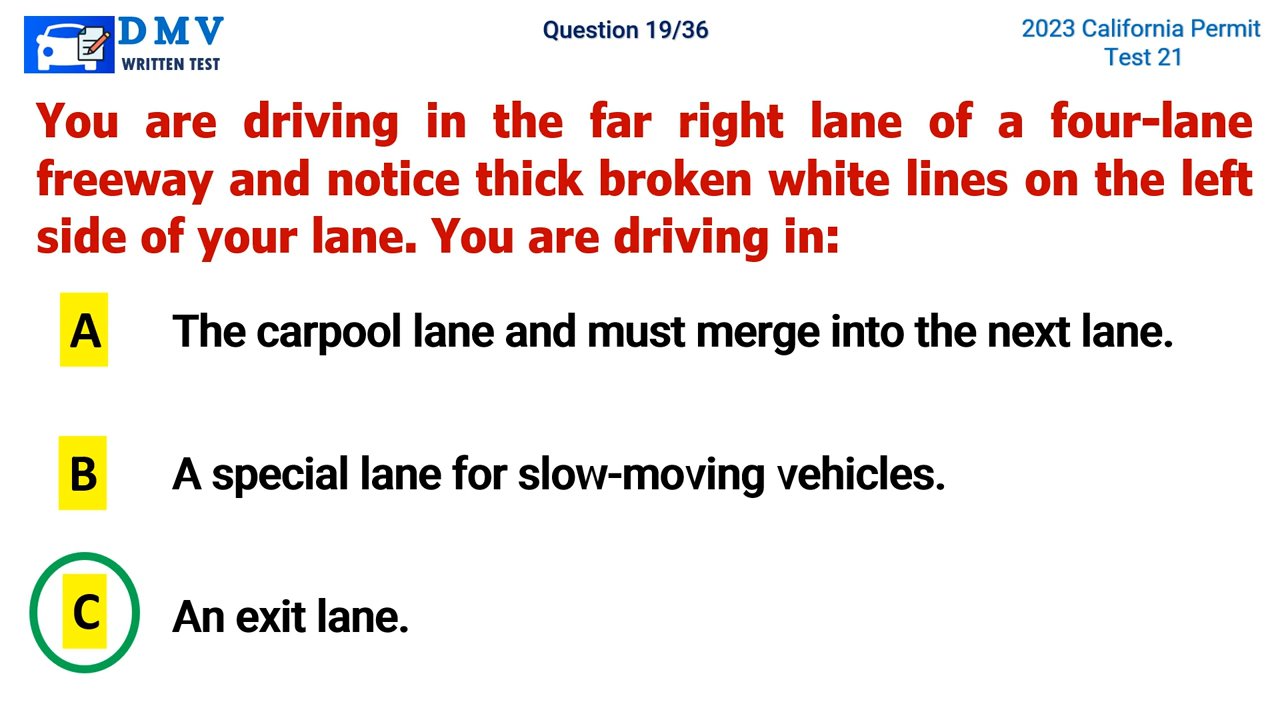 DMV
WRITTEN TEST
Question 19/36
2023 California Permit
Test 21
You are driving in the far right lane of a four-lane
freeway and notice thick broken white lines on the left
side of your lane. You are driving in:
A The carpool lane and must merge into the next lane.
B A special lane for slow-moving vehicles.
C An exit lane.